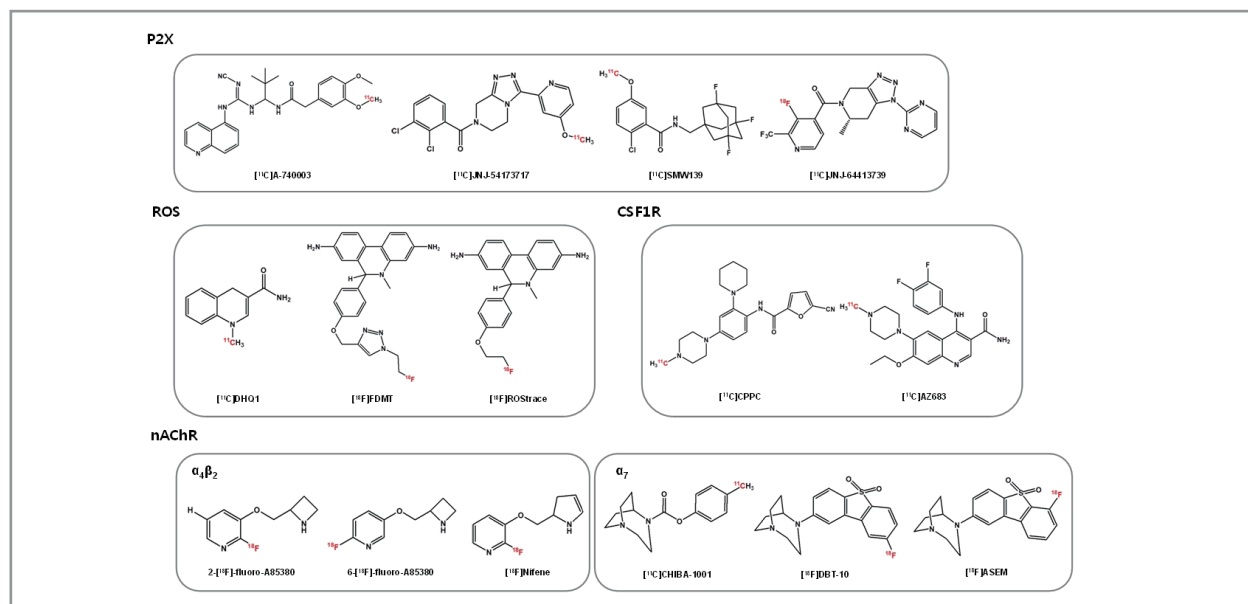 P2X
[¹¹C]A-740003
[¹¹C]JNJ-54173717
[¹¹C]SMW139
[¹¹C]JNJ-64413739
ROS
CSF1R
[¹¹C]DHQ1
[¹⁸F]FDMT
[¹⁸F]ROStrace
[¹¹C]CPPC
[¹¹C]AZ683
nAChR
α₄β₂
α₇
2-[¹⁸F]-fluoro-A85380
6-[¹⁸F]-fluoro-A85380
[¹⁸F]Nifene
[¹¹C]CHIBA-1001
[¹⁸F]DBT-10
[¹⁸F]ASEM